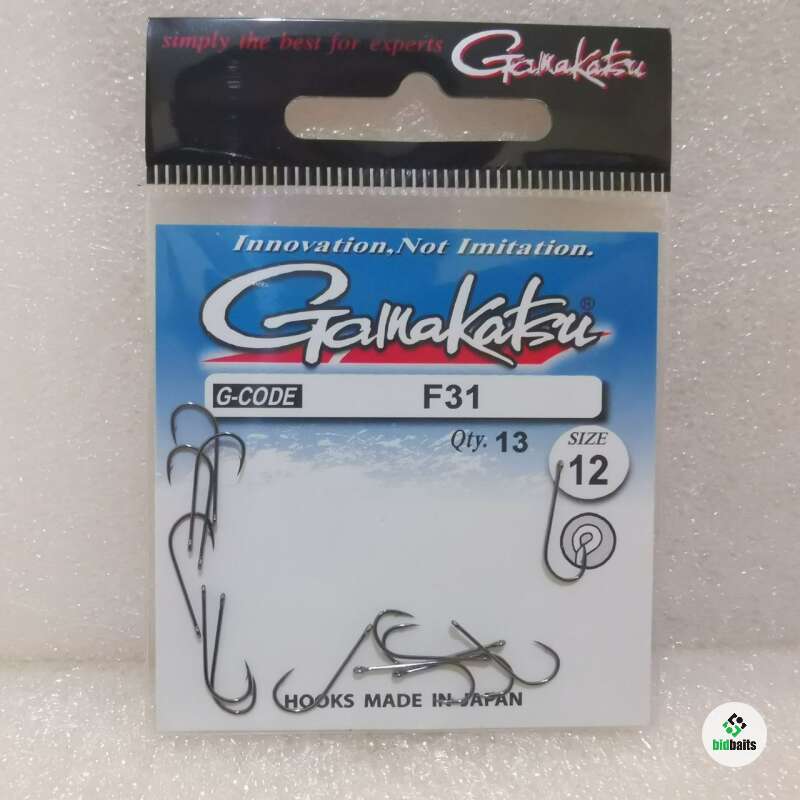 simply the best for experts Gamakatsu
Innovation, Not Imitation.
Gamakatsu®
G-CODE F31
Qty. 13
SIZE
12
HOOKS MADE IN JAPAN
bidbaits